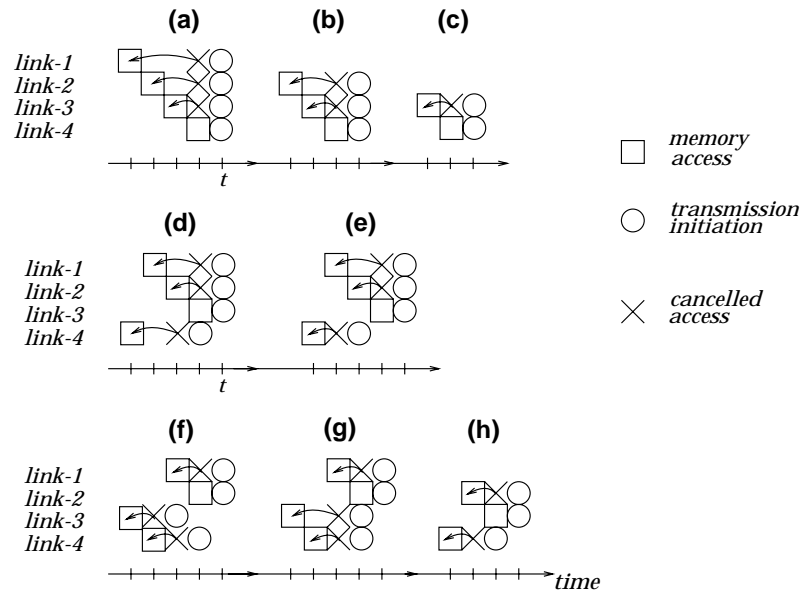 (a) (b) (c)
link-1
link-2
link-3
link-4
t
memory
access
transmission
initiation
cancelled
access
(d) (e)
link-1
link-2
link-3
link-4
t
(f) (g) (h)
link-1
link-2
link-3
link-4
time